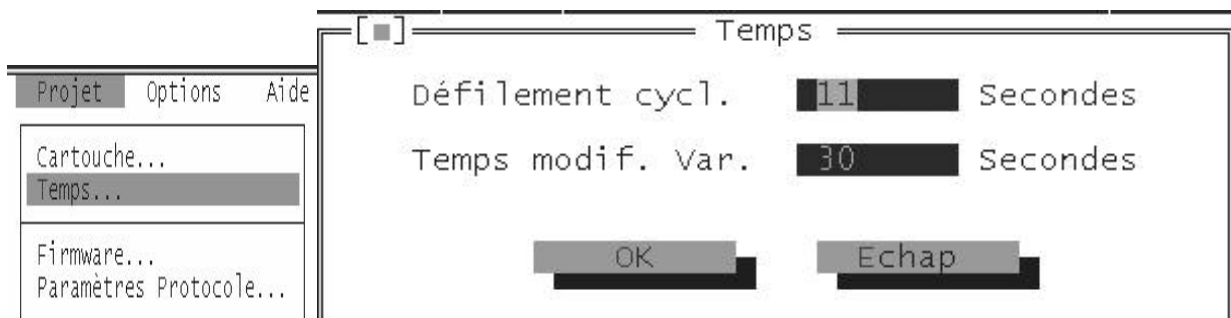 Projet Options Aide
Cartouche...
Temps...
Firmware...
Paramètres Protocole...
[■] Temps
Défilement cycl. 11 Secondes
Temps modif. Var. 30 Secondes
OK Echap